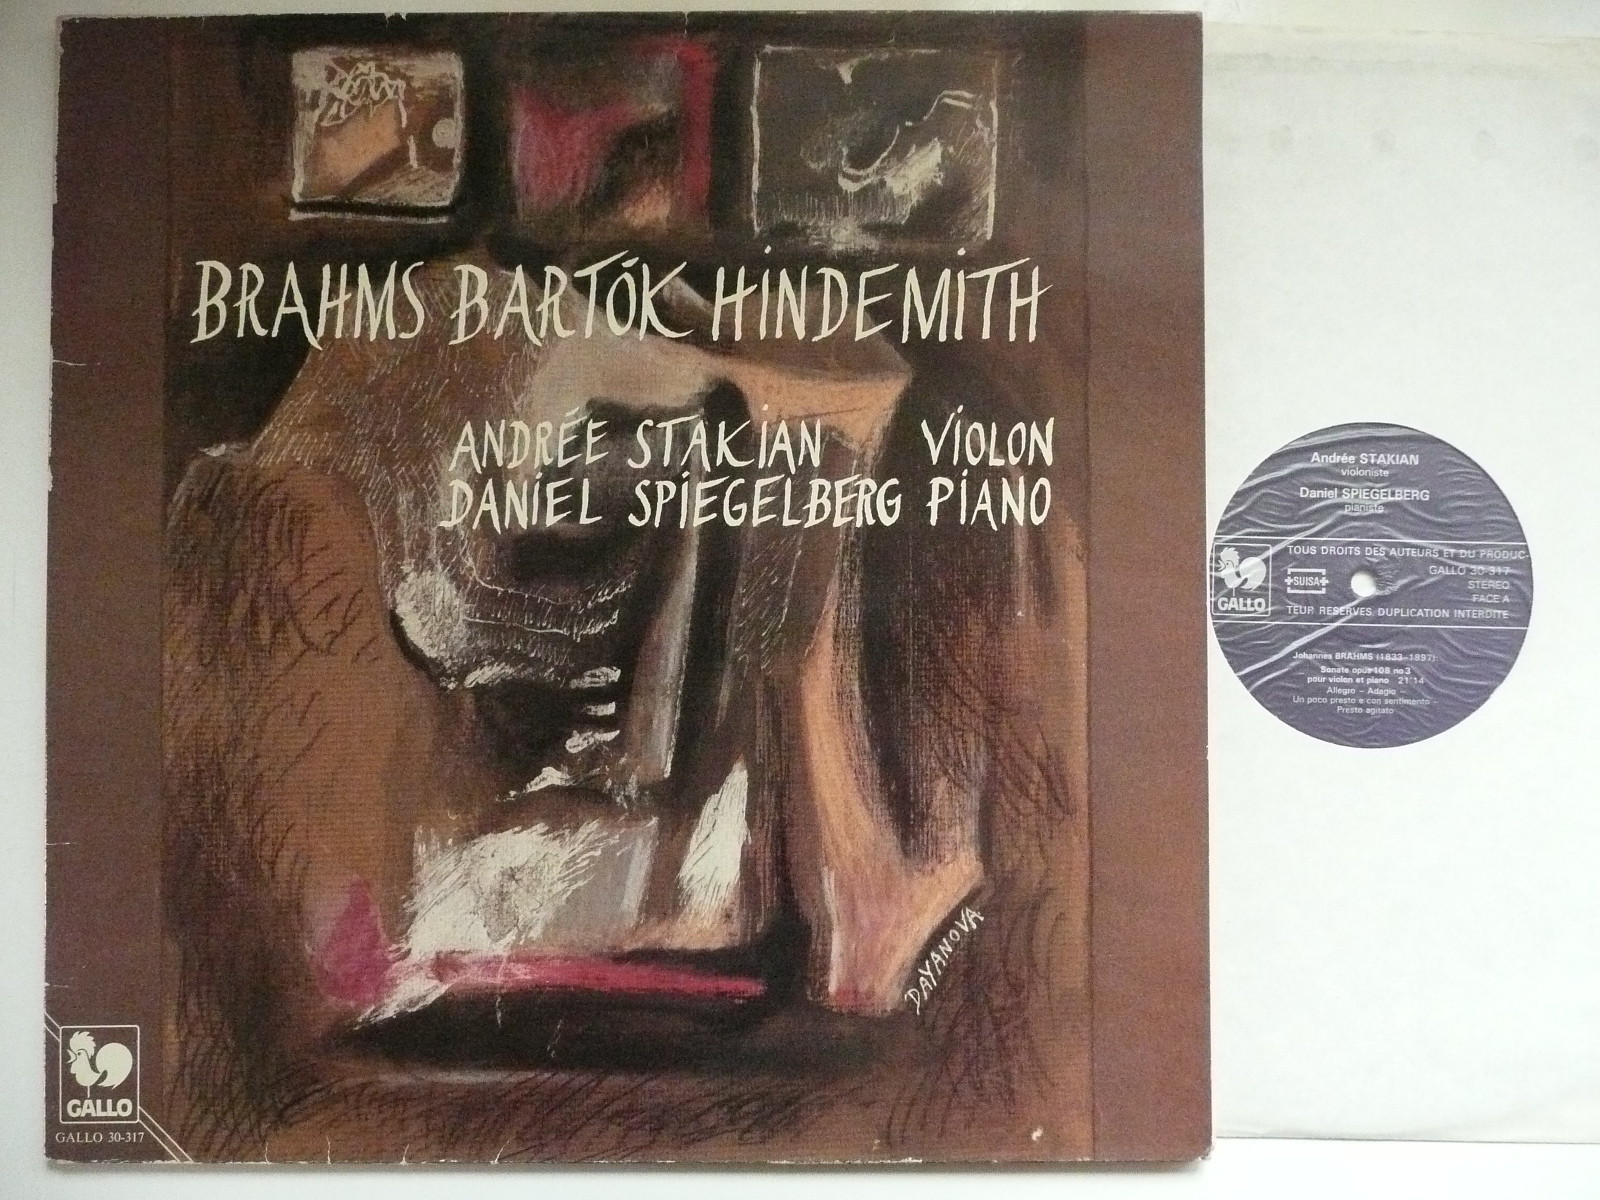 BRAHMS BARTÓK HINDEMITH
ANDRÉE STAKIAN VIOLON
DANIEL SPIEGELBERG PIANO
DAYANOVA
GALLO
GALLO 30-317
Andrée STAKIAN
violoniste
Daniel SPIEGELBERG
pianiste
TOUS DROITS DES AUTEURS ET DU PRODUC-
GALLO 30-317
SUISA
STEREO
FACE A
GALLO
TEUR RESERVES DUPLICATION INTERDITE
Johannes BRAHMS (1833-1897):
Sonate opus 108 no 3
pour violon et piano 21'14
Allegro – Adagio –
Un poco presto e con sentimento –
Presto agitato